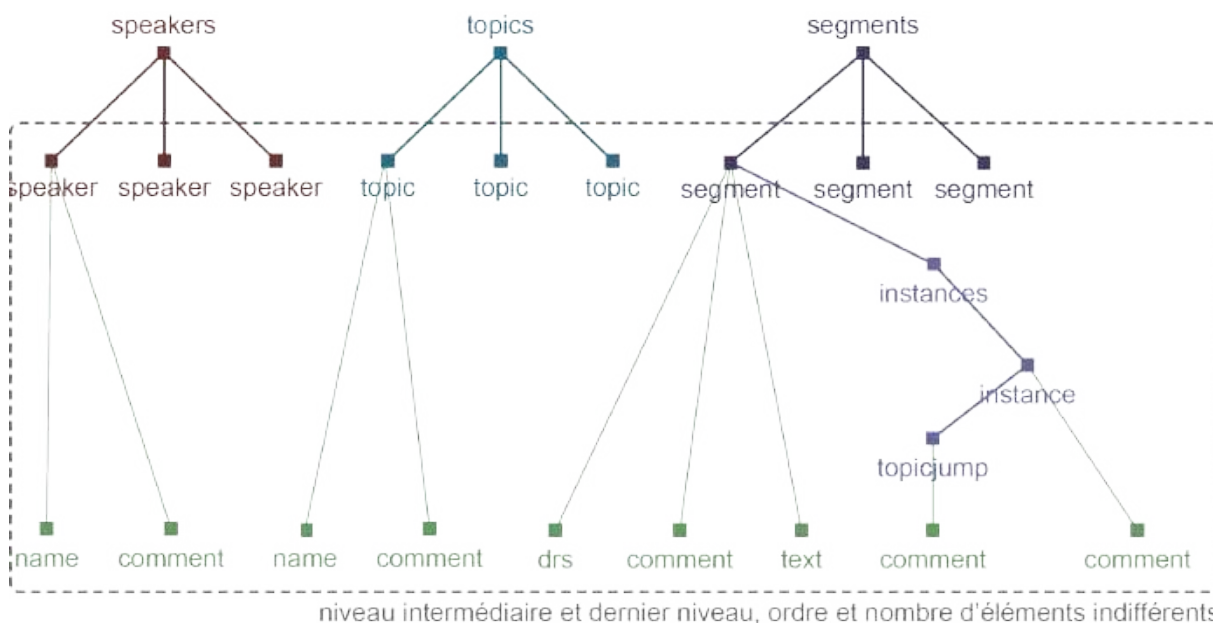 speakers topics segments
speaker speaker speaker topic topic topic segment segment segment
instances
instance
topicjump
name comment name comment drs comment text comment comment
niveau intermédiaire et dernier niveau, ordre et nombre d'éléments indifférents